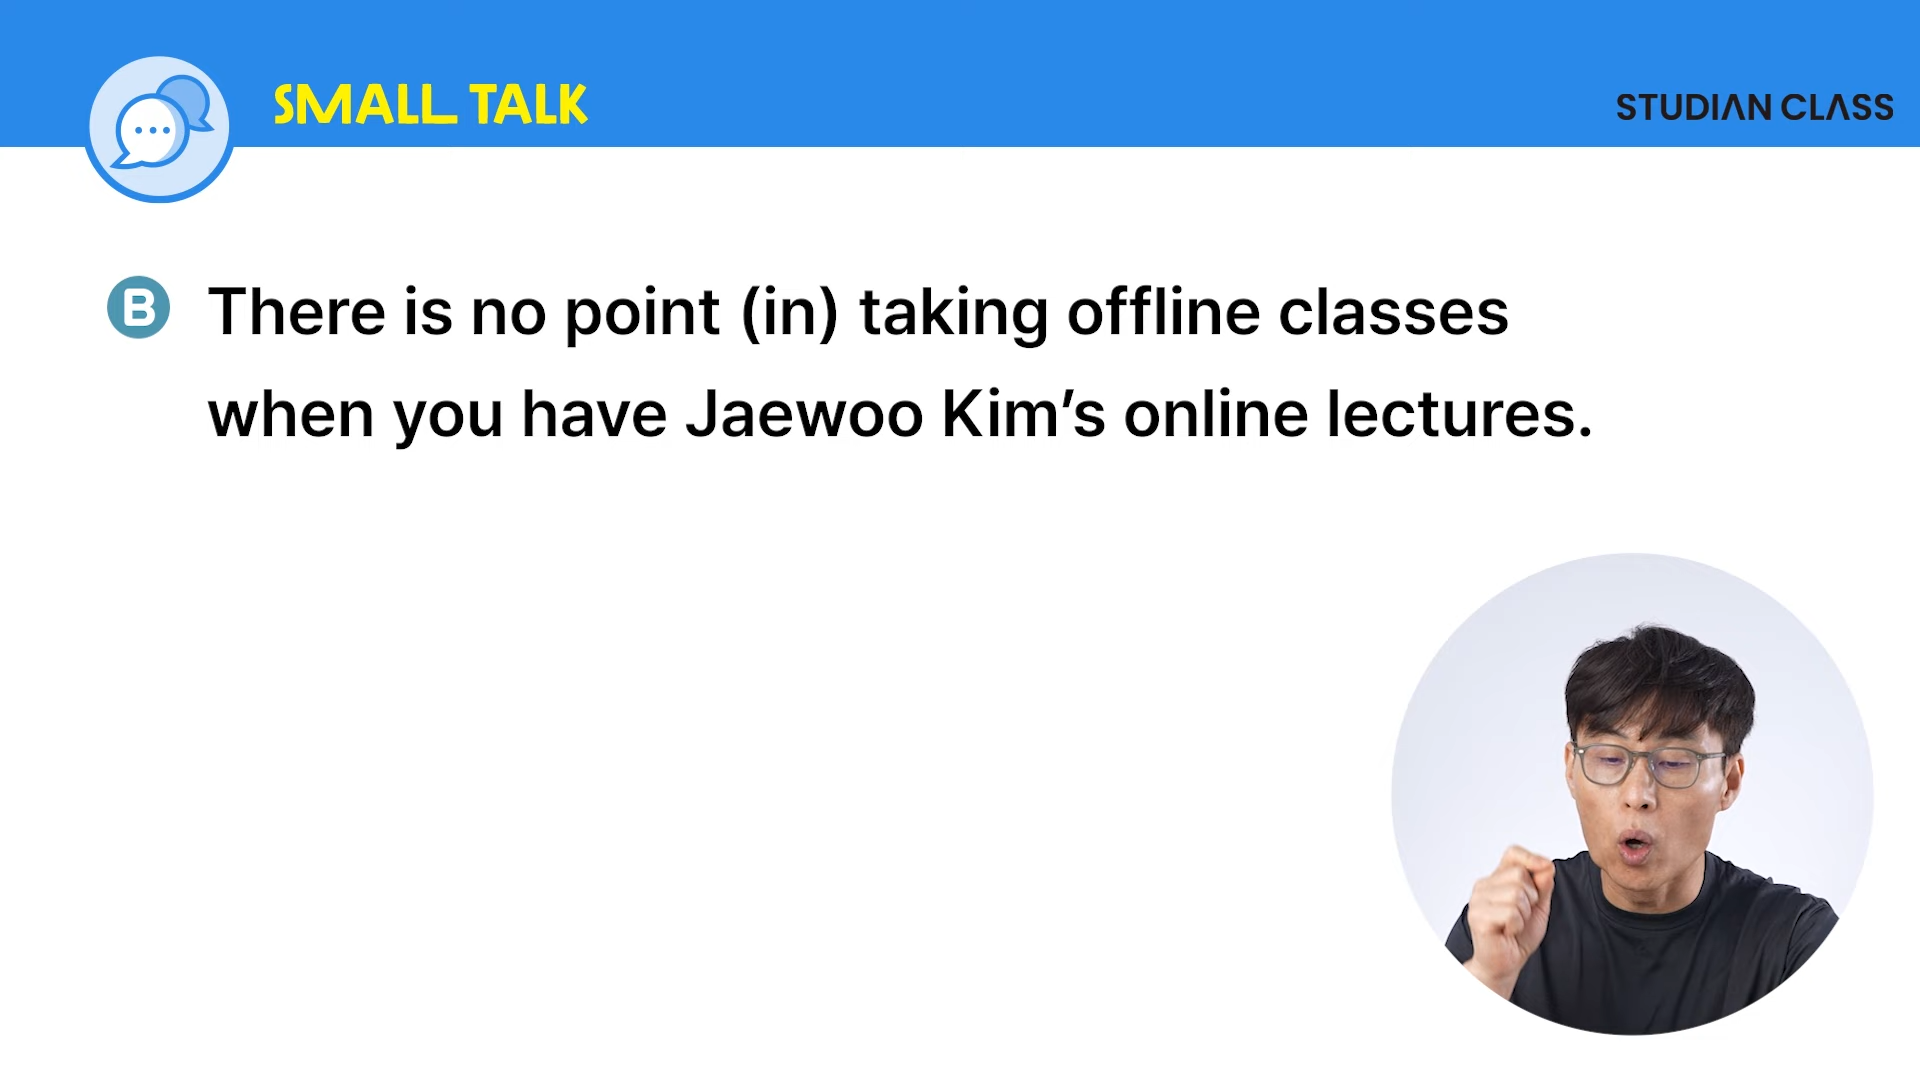 SMALL TALK
STUDIAN CLASS
B There is no point (in) taking offline classes
when you have Jaewoo Kim’s online lectures.